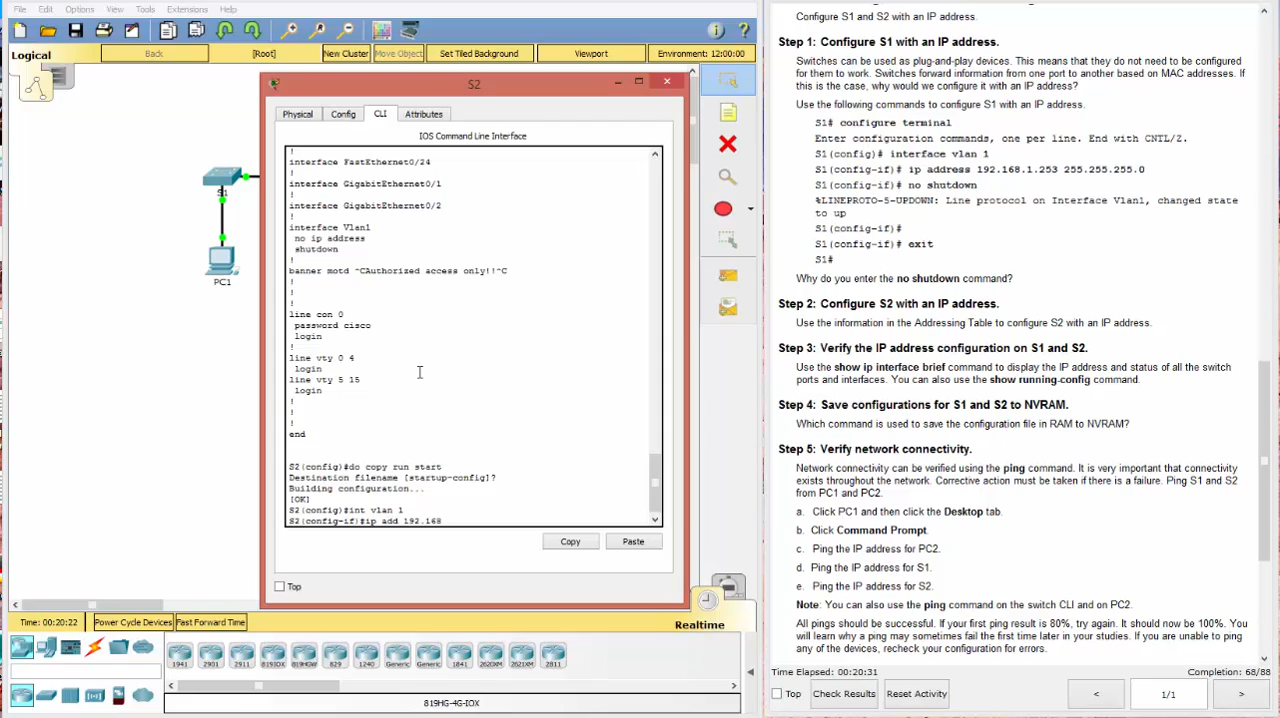 File Edit Options View Tools Extensions Help
Logical Back [Root] New Cluster Move Object Set Tiled Background Viewport Environment: 12:00:00
S1
PC1
S2
Physical Config CLI Attributes
IOS Command Line Interface
!
interface FastEthernet0/24
!
interface GigabitEthernet0/1
!
interface GigabitEthernet0/2
!
interface Vlan1
no ip address
shutdown
!
banner motd ^CAuthorized access only!!^C
!
!
!
line con 0
password cisco
login
!
line vty 0 4
login
line vty 5 15
login
!
!
!
end
S2(config)#do copy run start
Destination filename [startup-config]?
Building configuration...
[OK]
S2(config)#int vlan 1
S2(config-if)#ip add 192.168
Copy Paste
Top
Time: 00:20:22 Power Cycle Devices Fast Forward Time Realtime
1941 2901 2911 819IOX 819HGW 829 1240 Generic Generic 1841 2620XM 2621XM 2811
819HG-4G-IOX
Configure S1 and S2 with an IP address.
Step 1: Configure S1 with an IP address.
Switches can be used as plug-and-play devices. This means that they do not need to be configured
for them to work. Switches forward information from one port to another based on MAC addresses. If
this is the case, why would we configure it with an IP address?
Use the following commands to configure S1 with an IP address.
S1# configure terminal
Enter configuration commands, one per line. End with CNTL/Z.
S1(config)# interface vlan 1
S1(config-if)# ip address 192.168.1.253 255.255.255.0
S1(config-if)# no shutdown
%LINEPROTO-5-UPDOWN: Line protocol on Interface Vlan1, changed state
to up
S1(config-if)#
S1(config-if)# exit
S1#
Why do you enter the no shutdown command?
Step 2: Configure S2 with an IP address.
Use the information in the Addressing Table to configure S2 with an IP address.
Step 3: Verify the IP address configuration on S1 and S2.
Use the show ip interface brief command to display the IP address and status of all the switch
ports and interfaces. You can also use the show running-config command.
Step 4: Save configurations for S1 and S2 to NVRAM.
Which command is used to save the configuration file in RAM to NVRAM?
Step 5: Verify network connectivity.
Network connectivity can be verified using the ping command. It is very important that connectivity
exists throughout the network. Corrective action must be taken if there is a failure. Ping S1 and S2
from PC1 and PC2.
a. Click PC1 and then click the Desktop tab.
b. Click Command Prompt.
c. Ping the IP address for PC2.
d. Ping the IP address for S1.
e. Ping the IP address for S2.
Note: You can also use the ping command on the switch CLI and on PC2.
All pings should be successful. If your first ping result is 80%, try again. It should now be 100%. You
will learn why a ping may sometimes fail the first time later in your studies. If you are unable to ping
any of the devices, recheck your configuration for errors.
Time Elapsed: 00:20:31 Completion: 68/88
Top Check Results Reset Activity < 1/1 >